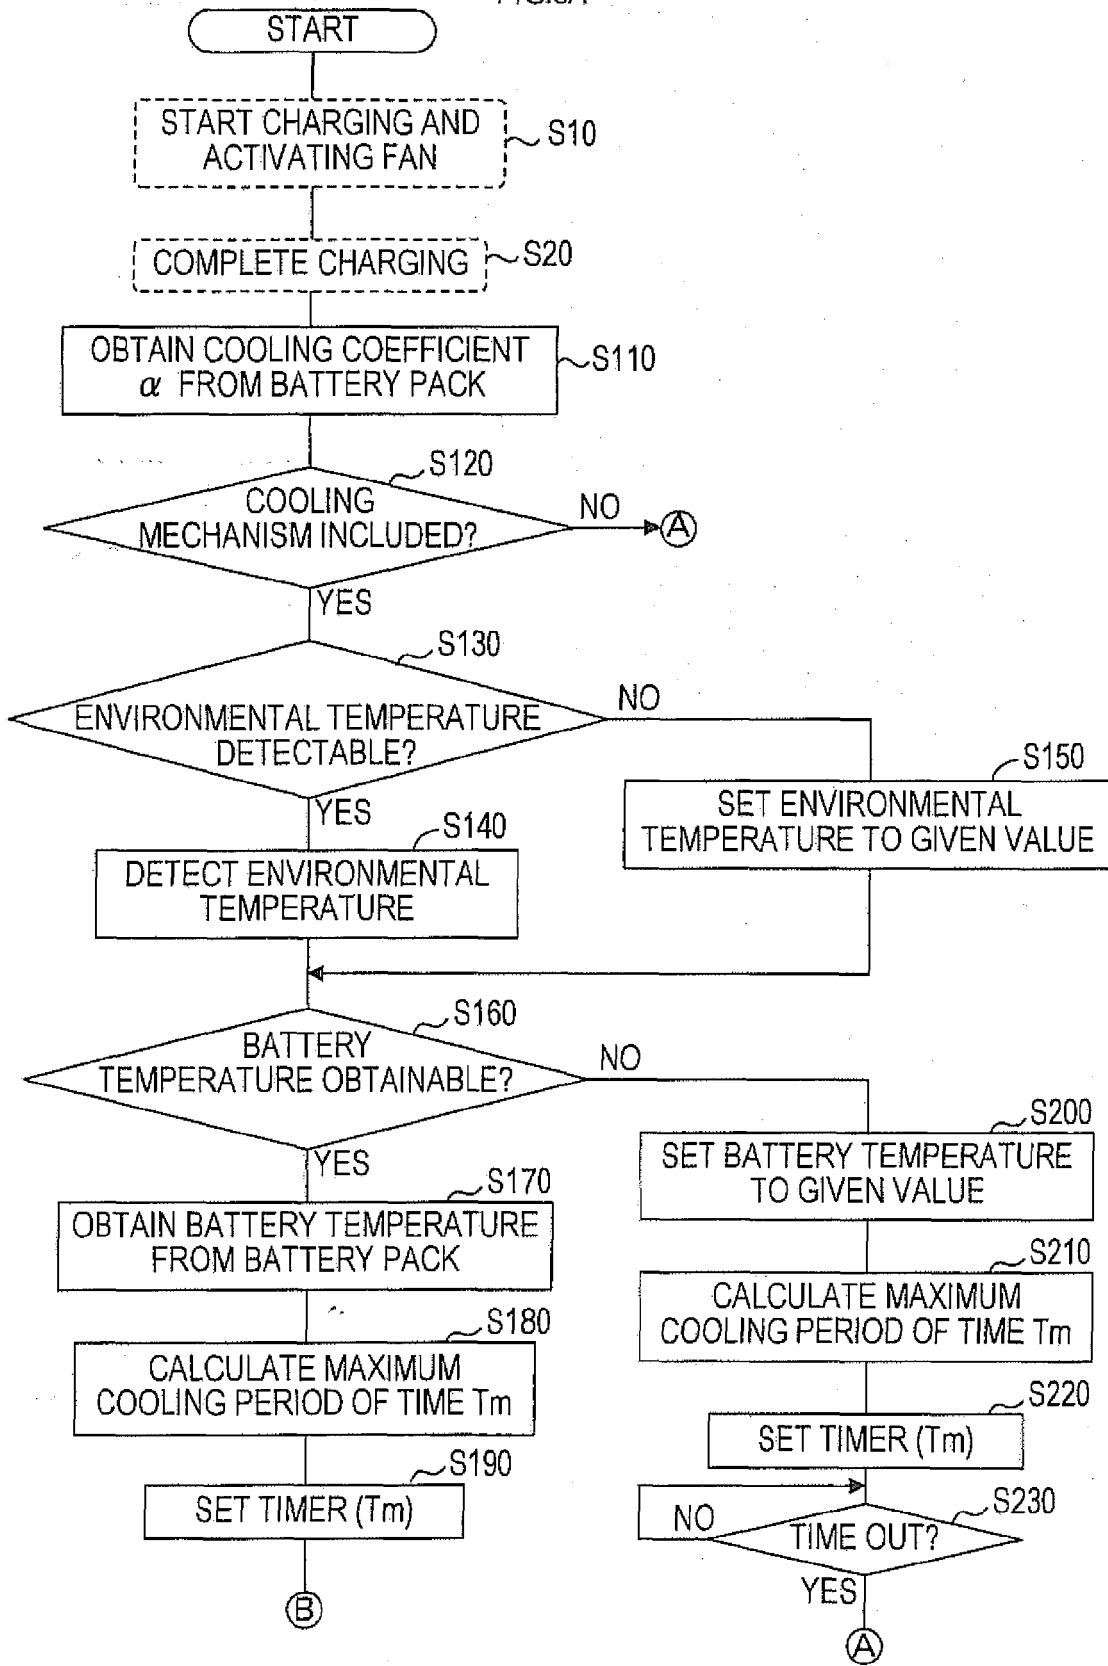 START
START CHARGING AND
ACTIVATING FAN
S10
COMPLETE CHARGING
S20
OBTAIN COOLING COEFFICIENT
α FROM BATTERY PACK
S110
S120
COOLING
MECHANISM INCLUDED?
NO
A
YES
S130
ENVIRONMENTAL TEMPERATURE
DETECTABLE?
NO
YES
S150
SET ENVIRONMENTAL
TEMPERATURE TO GIVEN VALUE
S140
DETECT ENVIRONMENTAL
TEMPERATURE
S160
BATTERY
TEMPERATURE OBTAINABLE?
NO
YES
S200
SET BATTERY TEMPERATURE
TO GIVEN VALUE
S170
OBTAIN BATTERY TEMPERATURE
FROM BATTERY PACK
S210
CALCULATE MAXIMUM
COOLING PERIOD OF TIME Tm
S180
CALCULATE MAXIMUM
COOLING PERIOD OF TIME Tm
S220
SET TIMER (Tm)
S190
SET TIMER (Tm)
S230
TIME OUT?
NO
YES
B
A